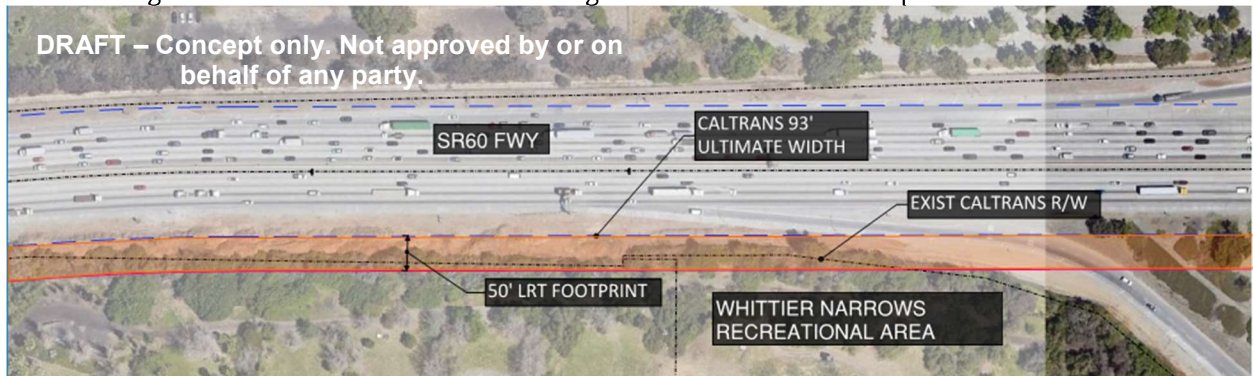 DRAFT – Concept only. Not approved by or on
behalf of any party.
SR60 FWY
CALTRANS 93'
ULTIMATE WIDTH
EXIST CALTRANS R/W
50' LRT FOOTPRINT
WHITTIER NARROWS
RECREATIONAL AREA